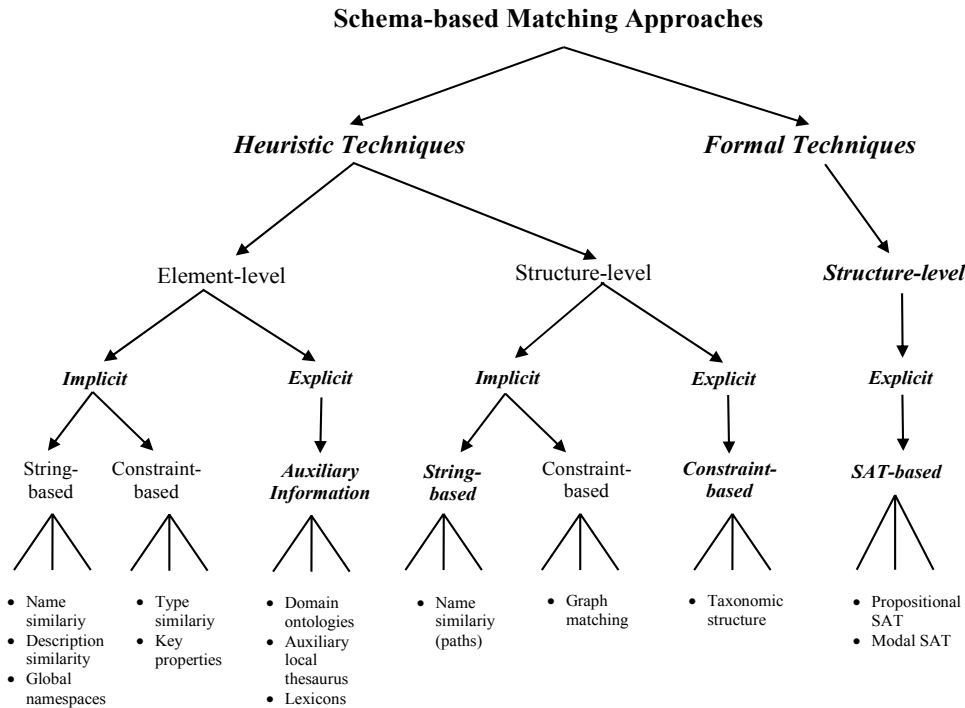 Schema-based Matching Approaches
Heuristic Techniques
Formal Techniques
Element-level
Structure-level
Structure-level
Implicit
Explicit
Implicit
Explicit
Explicit
String-
based
Constraint-
based
Auxiliary
Information
String-
based
Constraint-
based
Constraint-
based
SAT-based
• Name
similariy
• Description
similarity
• Global
namespaces
• Type
similariy
• Key
properties
• Domain
ontologies
• Auxiliary
local
thesaurus
• Lexicons
• Name
similariy
(paths)
• Graph
matching
• Taxonomic
structure
• Propositional
SAT
• Modal SAT